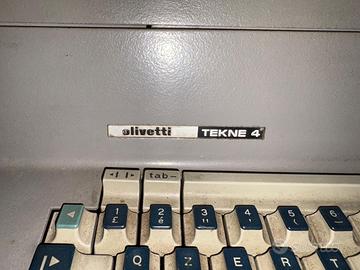 olivetti TEKNE 4
tab–
1 2 3 4 5 6
£ é " ' ( _
Q Z E R T